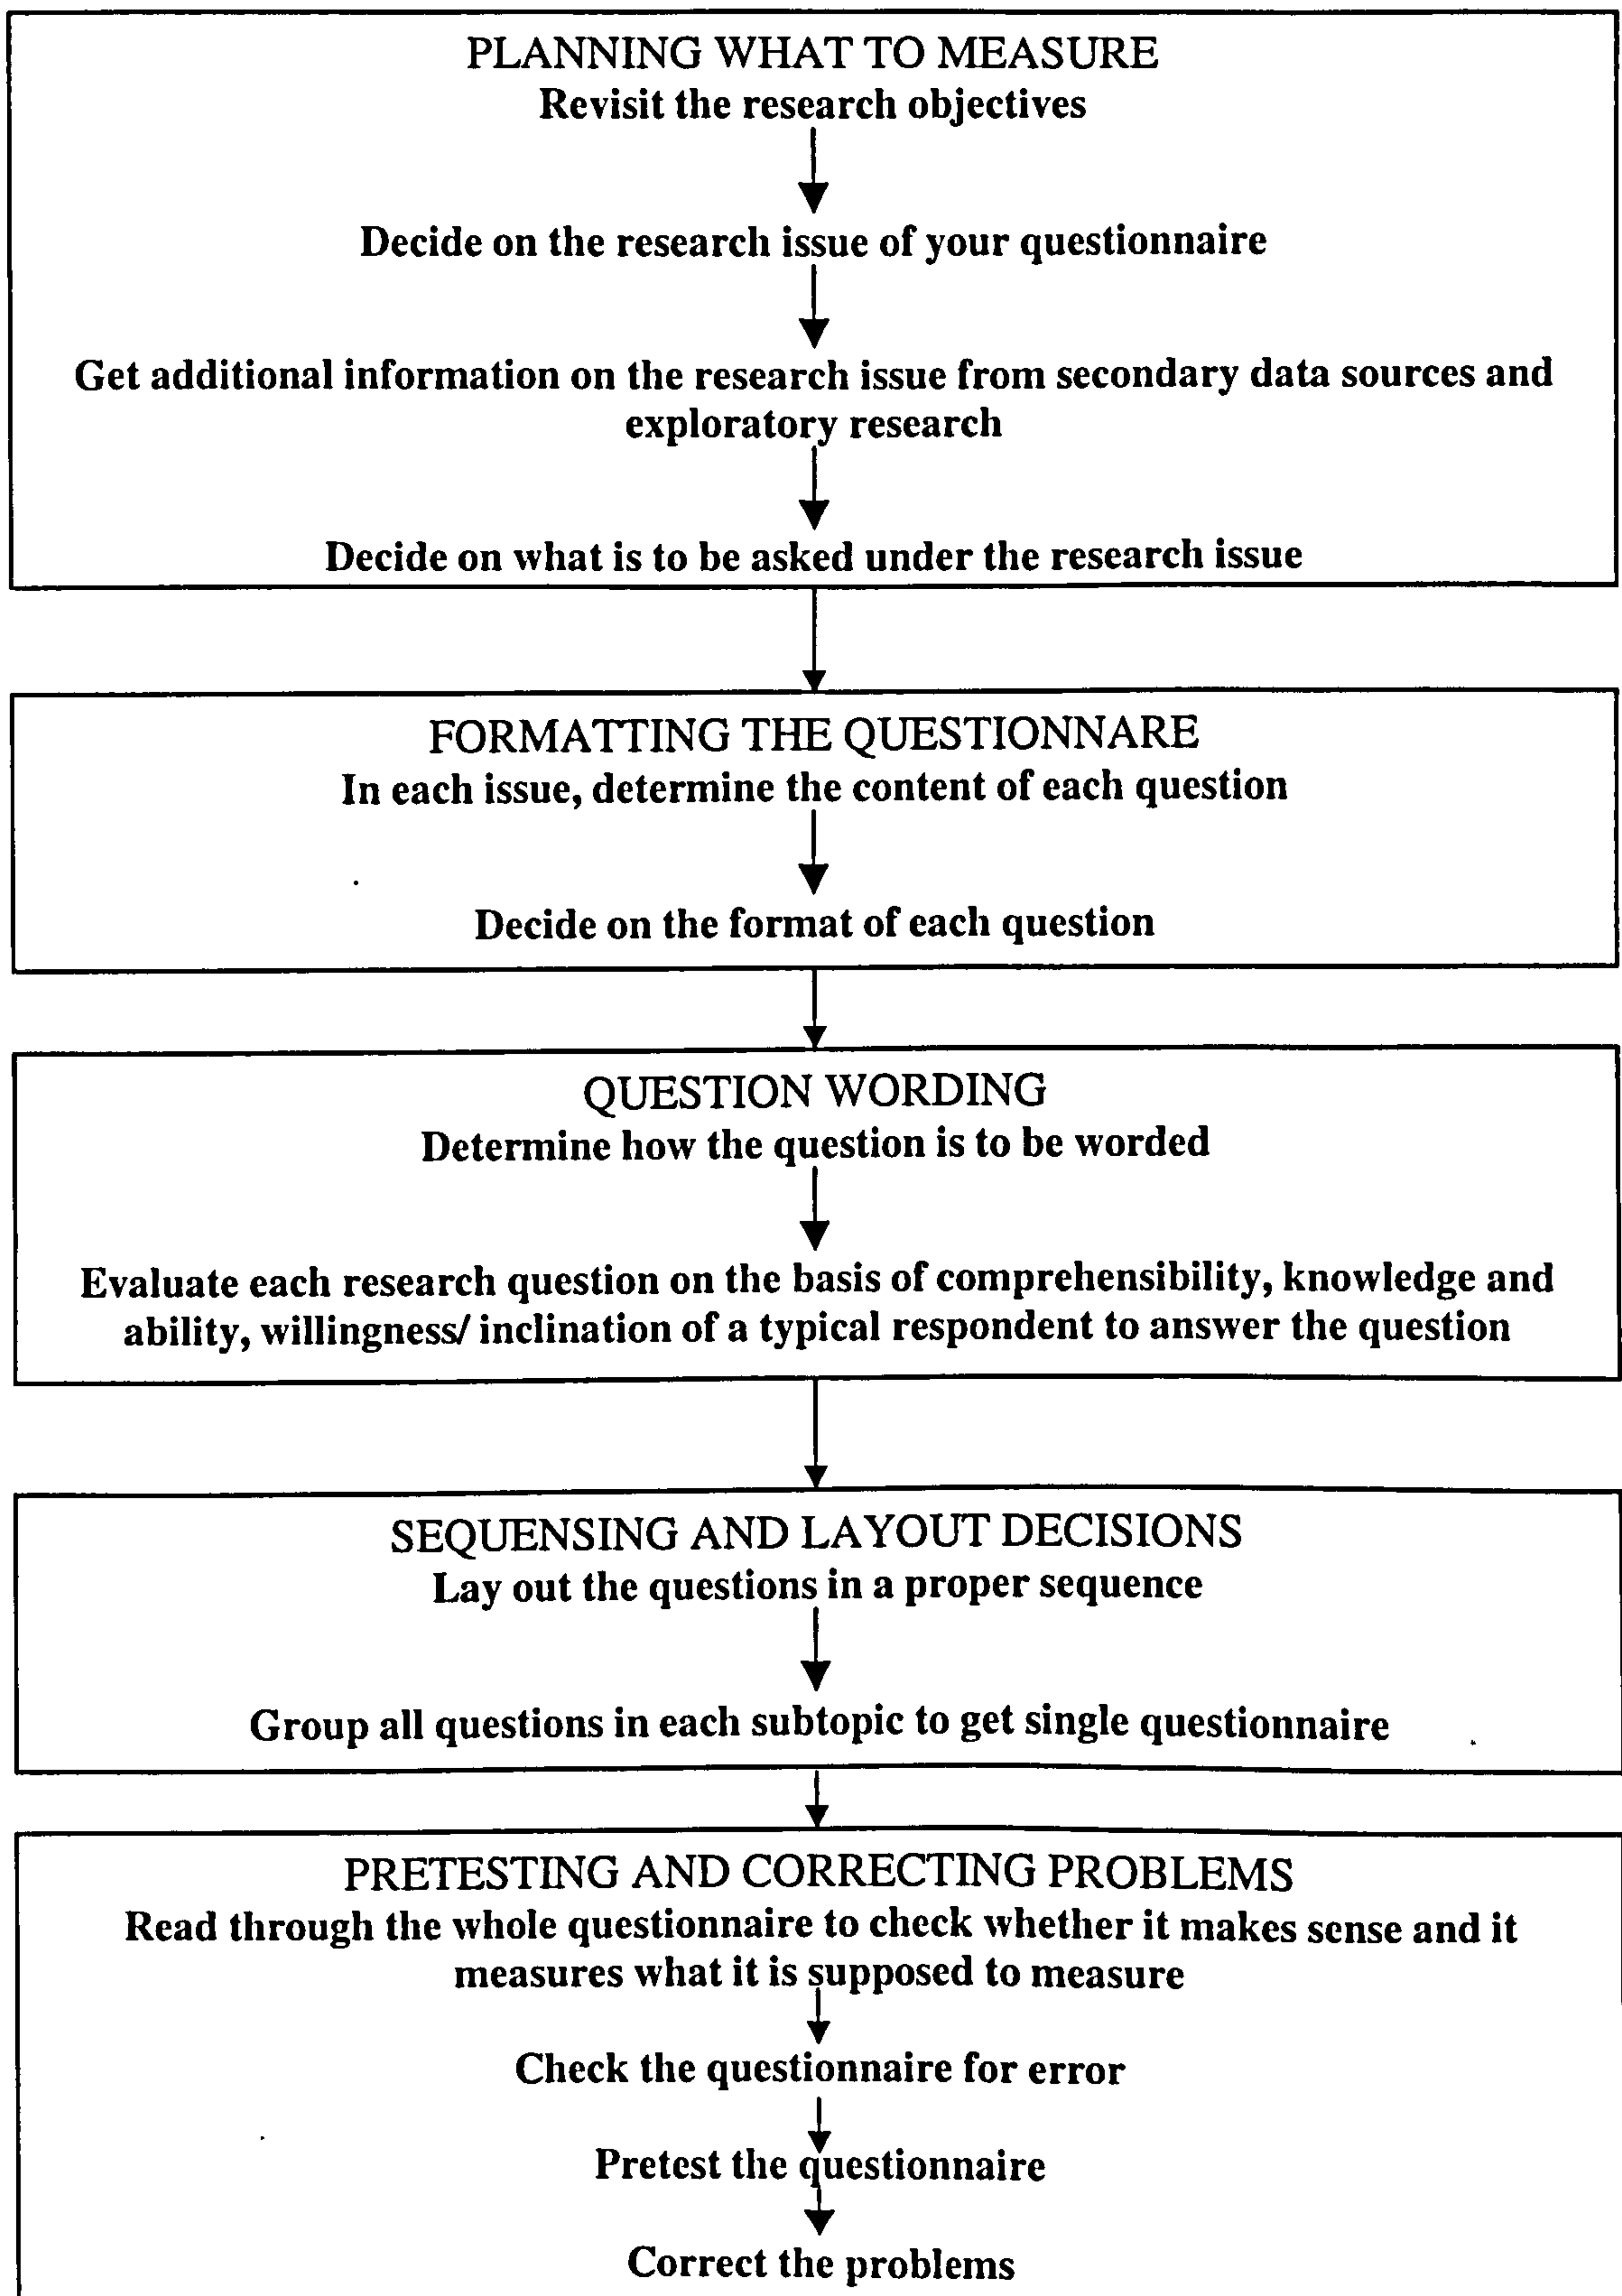 PLANNING WHAT TO MEASURE
Revisit the research objectives
Decide on the research issue of your questionnaire
Get additional information on the research issue from secondary data sources and
exploratory research
Decide on what is to be asked under the research issue
FORMATTING THE QUESTIONNARE
In each issue, determine the content of each question
Decide on the format of each question
QUESTION WORDING
Determine how the question is to be worded
Evaluate each research question on the basis of comprehensibility, knowledge and
ability, willingness/ inclination of a typical respondent to answer the question
SEQUENSING AND LAYOUT DECISIONS
Lay out the questions in a proper sequence
Group all questions in each subtopic to get single questionnaire
PRETESTING AND CORRECTING PROBLEMS
Read through the whole questionnaire to check whether it makes sense and it
measures what it is supposed to measure
Check the questionnaire for error
Pretest the questionnaire
Correct the problems